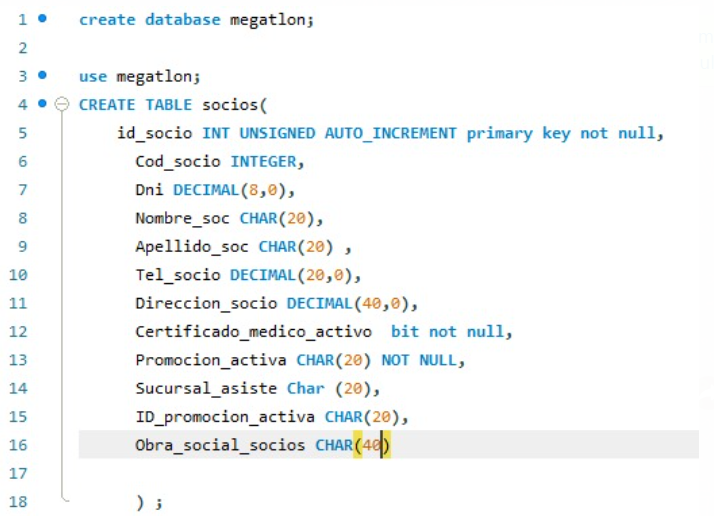 1 create database megatlon;
2
3 use megatlon;
4 CREATE TABLE socios(
5 id_socio INT UNSIGNED AUTO_INCREMENT primary key not null,
6 Cod_socio INTEGER,
7 Dni DECIMAL(8,0),
8 Nombre_soc CHAR(20),
9 Apellido_soc CHAR(20) ,
10 Tel_socio DECIMAL(20,0),
11 Direccion_socio DECIMAL(40,0),
12 Certificado_medico_activo  bit not null,
13 Promocion_activa CHAR(20) NOT NULL,
14 Sucursal_asiste Char (20),
15 ID_promocion_activa CHAR(20),
16 Obra_social_socios CHAR(40)
17
18 ) ;